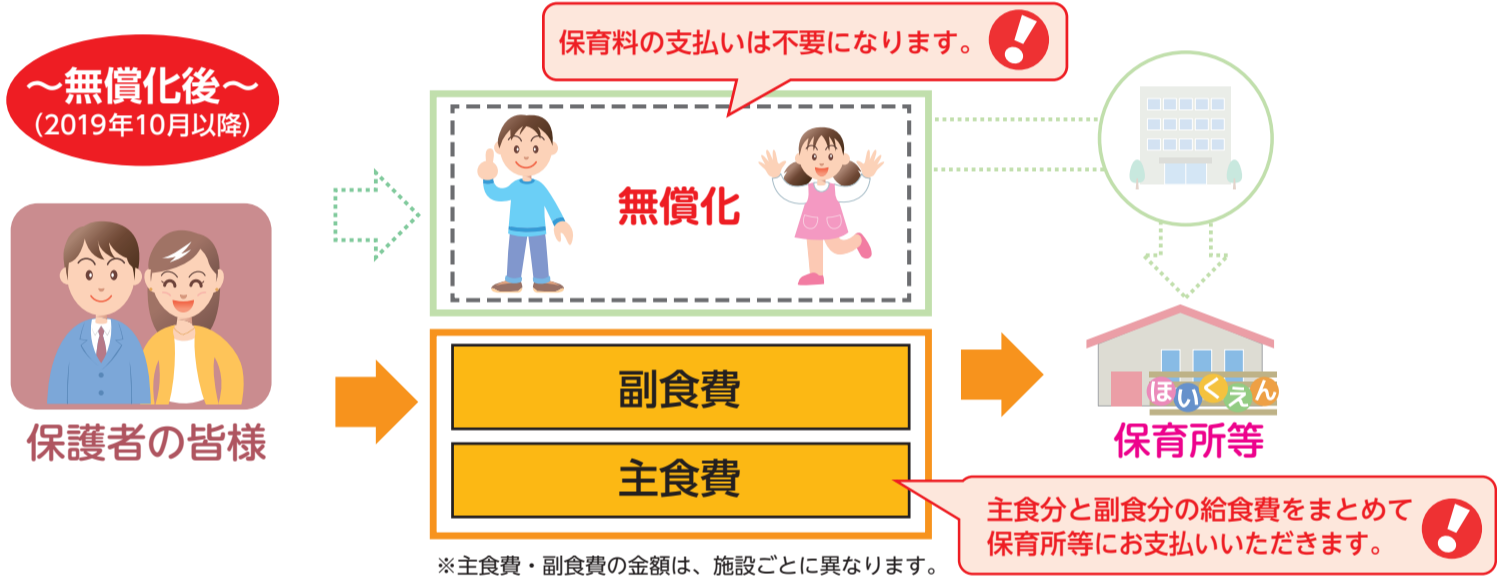 保育料の支払いは不要になります。
〜無償化後〜
(2019年10月以降)
無償化
保護者の皆様
副食費
主食費
ほいくえん
保育所等
主食分と副食分の給食費をまとめて
保育所等にお支払いいただきます。
※主食費・副食費の金額は、施設ごとに異なります。